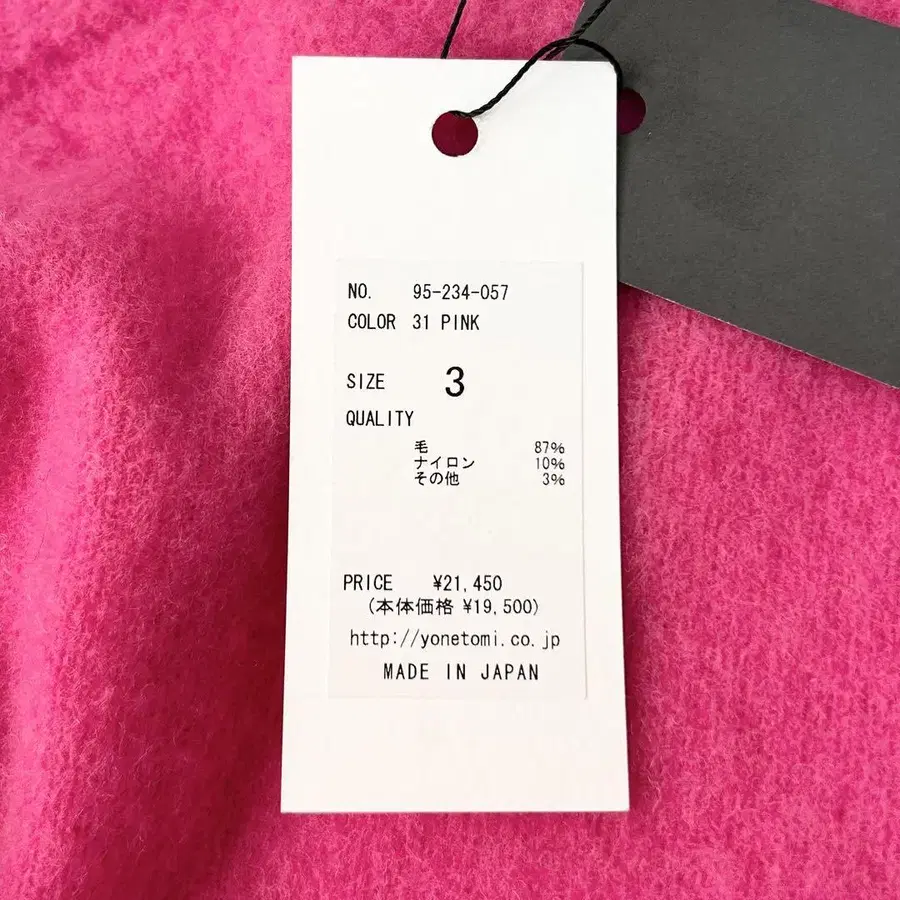 NO. 95-234-057
COLOR 31 PINK
SIZE 3
QUALITY
毛 87%
ナイロン 10%
その他 3%
PRICE ¥21,450
(本体価格 ¥19,500)
http://yonetomi.co.jp
MADE IN JAPAN